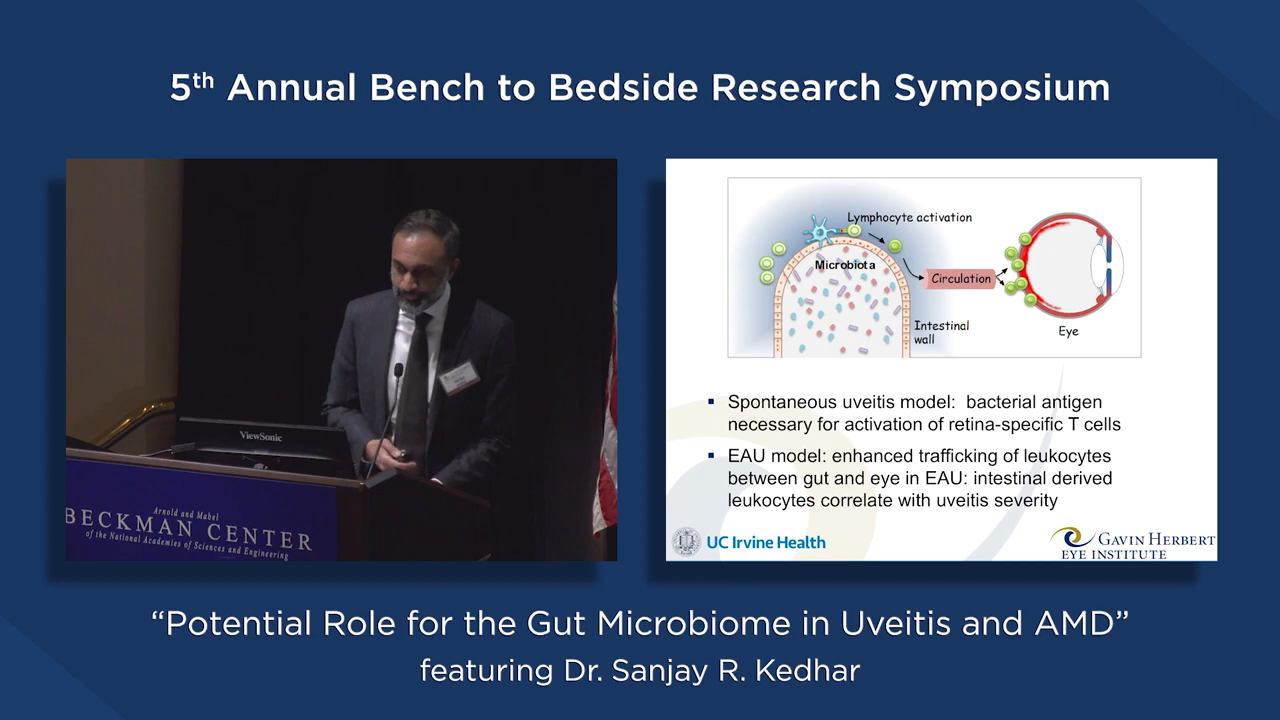 5th Annual Bench to Bedside Research Symposium
ViewSonic
Arnold and Mabel
BECKMAN CENTER
of the National Academies of Sciences and Engineering
Lymphocyte activation
Microbiota
Circulation
Intestinal
wall
Eye
▪ Spontaneous uveitis model: bacterial antigen
necessary for activation of retina-specific T cells
▪ EAU model: enhanced trafficking of leukocytes
between gut and eye in EAU: intestinal derived
leukocytes correlate with uveitis severity
UC Irvine Health
GAVIN HERBERT
EYE INSTITUTE
“Potential Role for the Gut Microbiome in Uveitis and AMD”
featuring Dr. Sanjay R. Kedhar